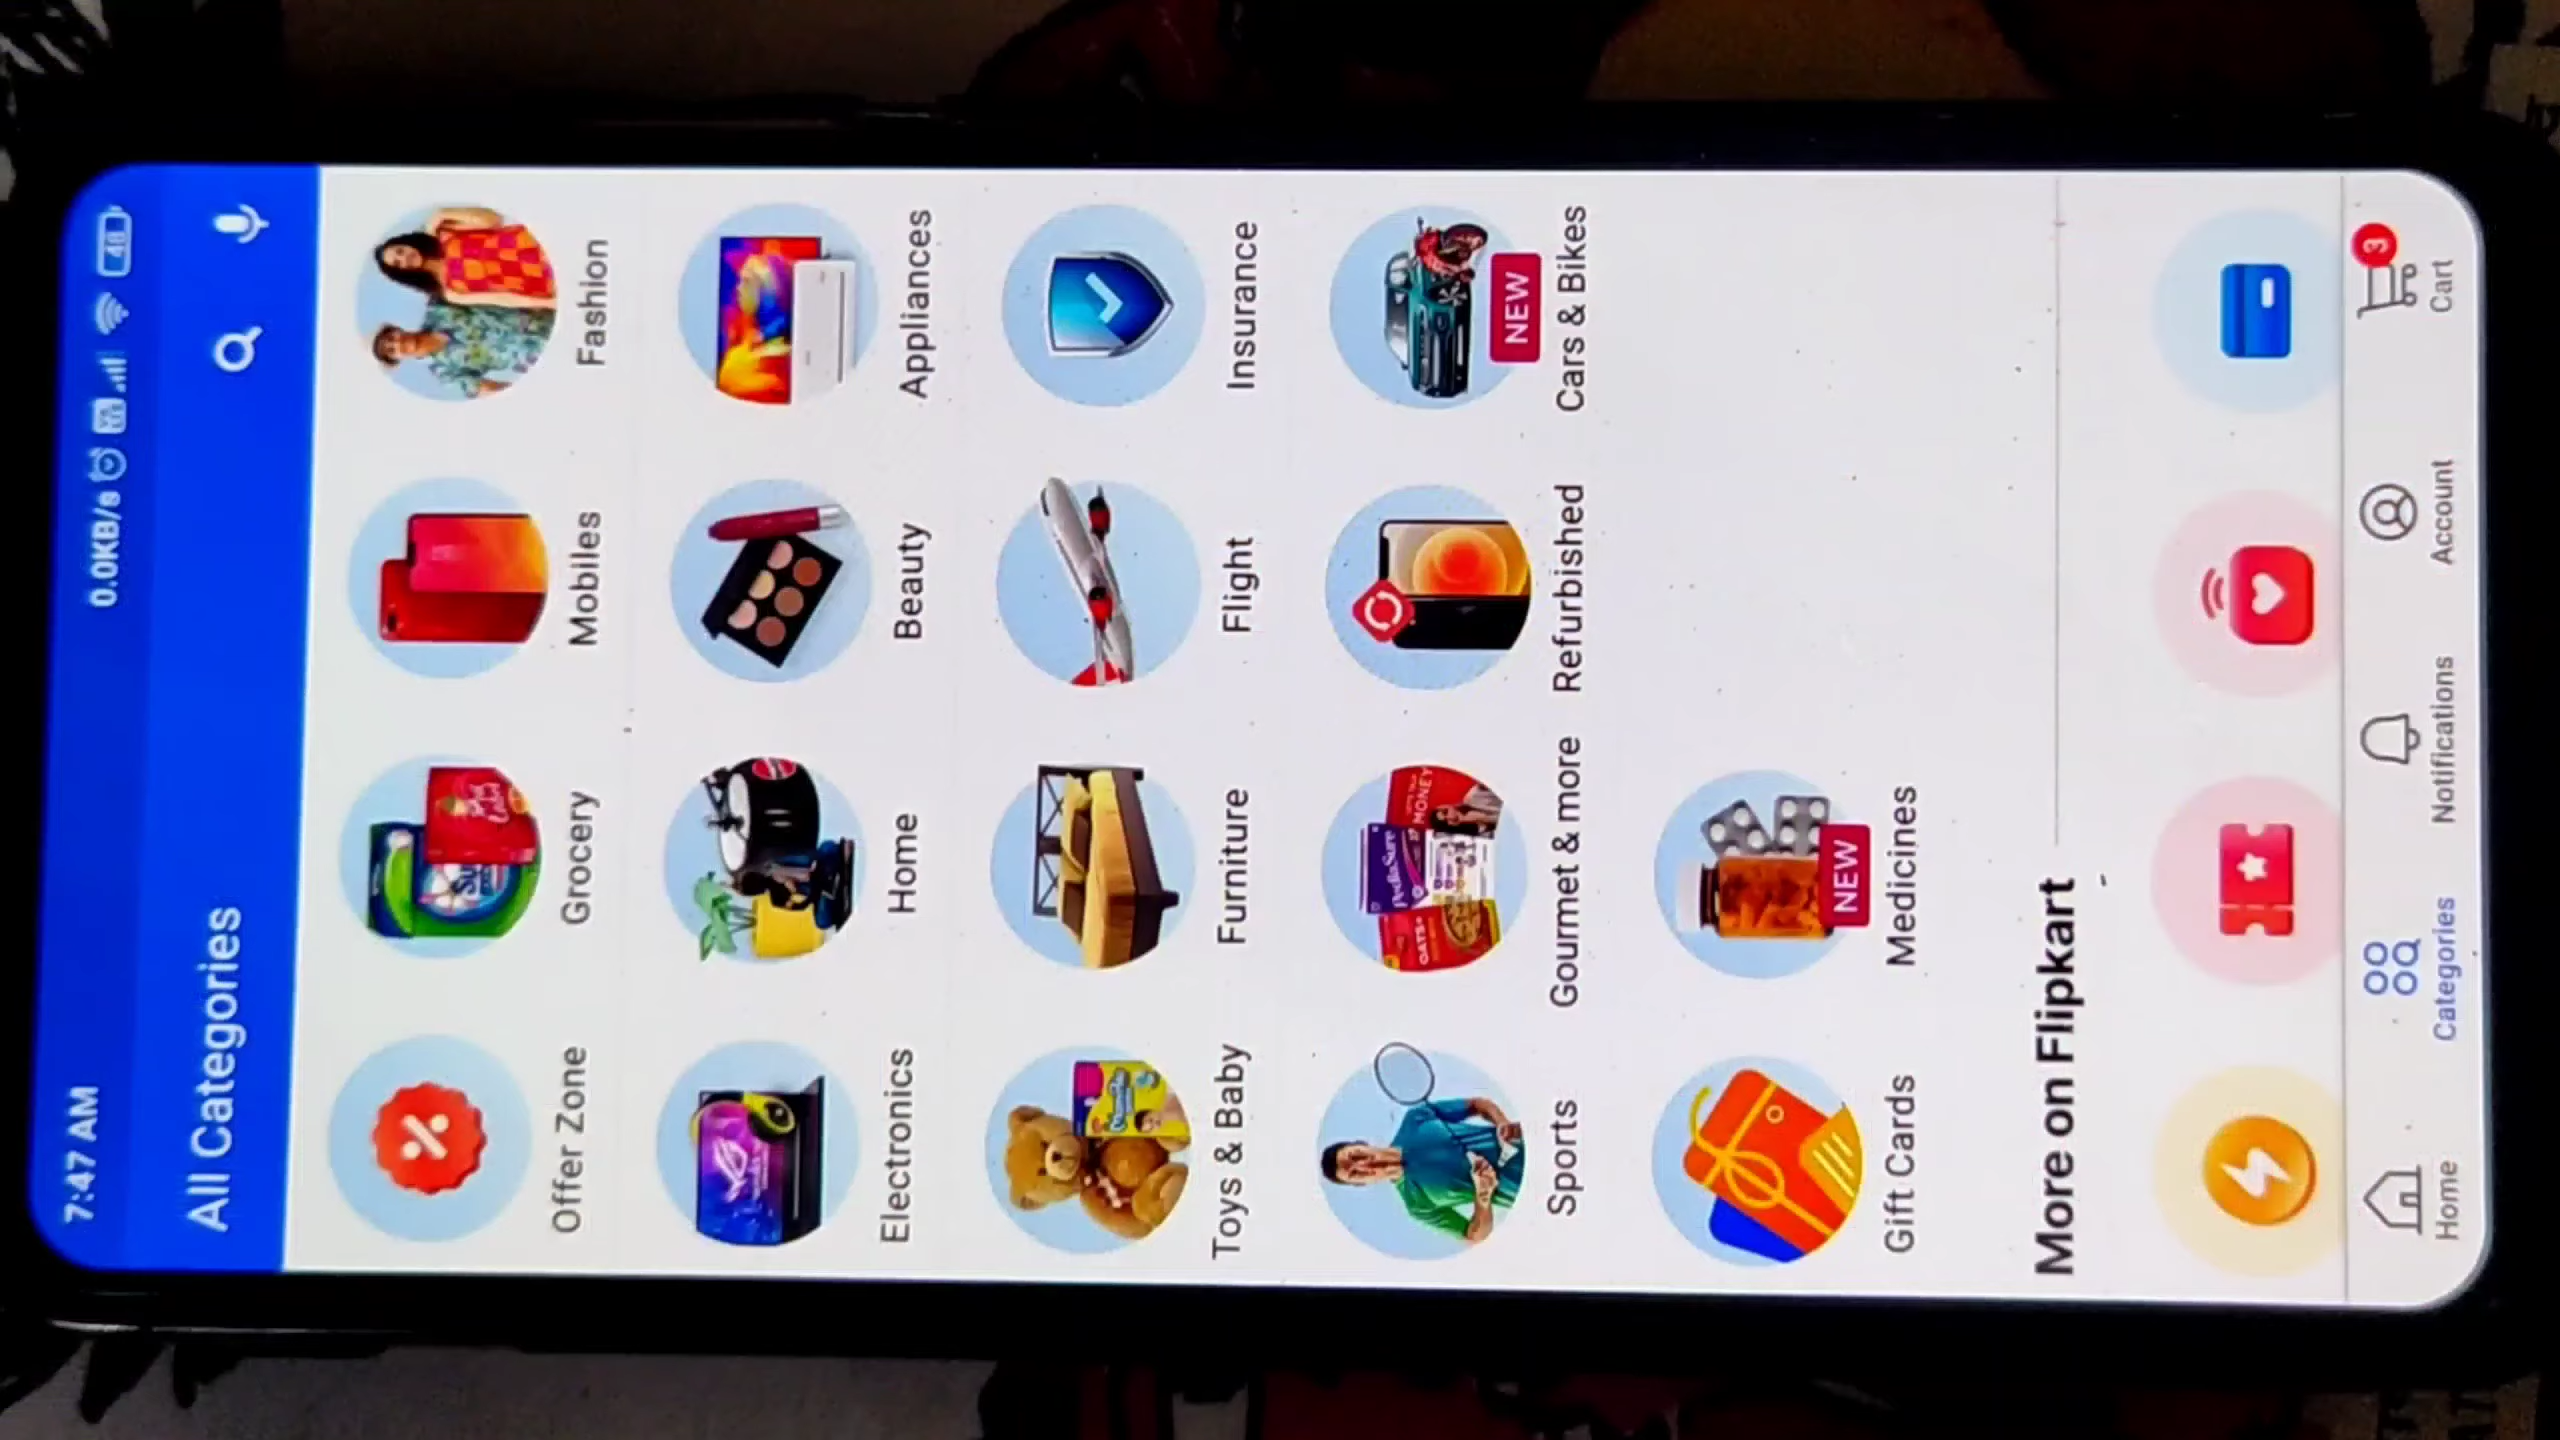 7:47 AM 0.0KB/s 48
All Categories
Offer Zone Grocery Mobiles Fashion
Electronics Home Beauty Appliances
Toys & Baby Furniture Flight Insurance
NEW
Sports Gourmet & more Refurbished Cars & Bikes
NEW
Gift Cards Medicines
More on Flipkart
3
Home Categories Notifications Account Cart